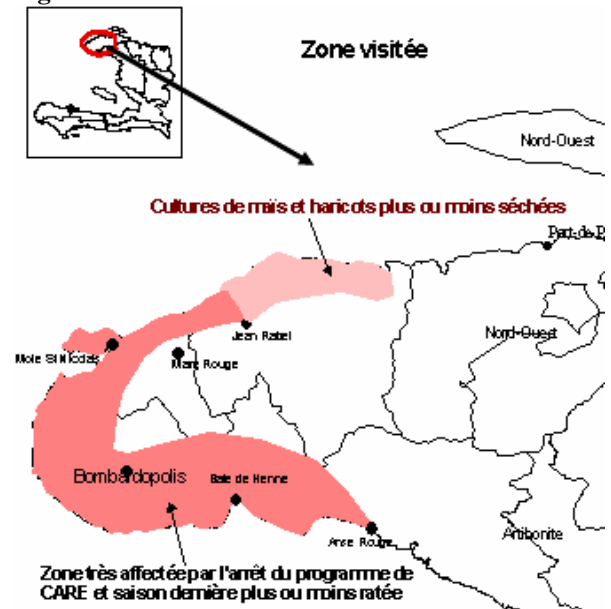 Zone visitée
Nord-Ouest
Cultures de maïs et haricots plus ou moins séchées
Port-de-P
Jean Rabel
Nord-Ouest
Mole St Nicolas
Mare Rouge
Bombardopolis
Baie de Henne
Anse Rouge
Artibonite
Zone très affectée par l'arrêt du programme de
CARE et saison dernière plus ou moins ratée